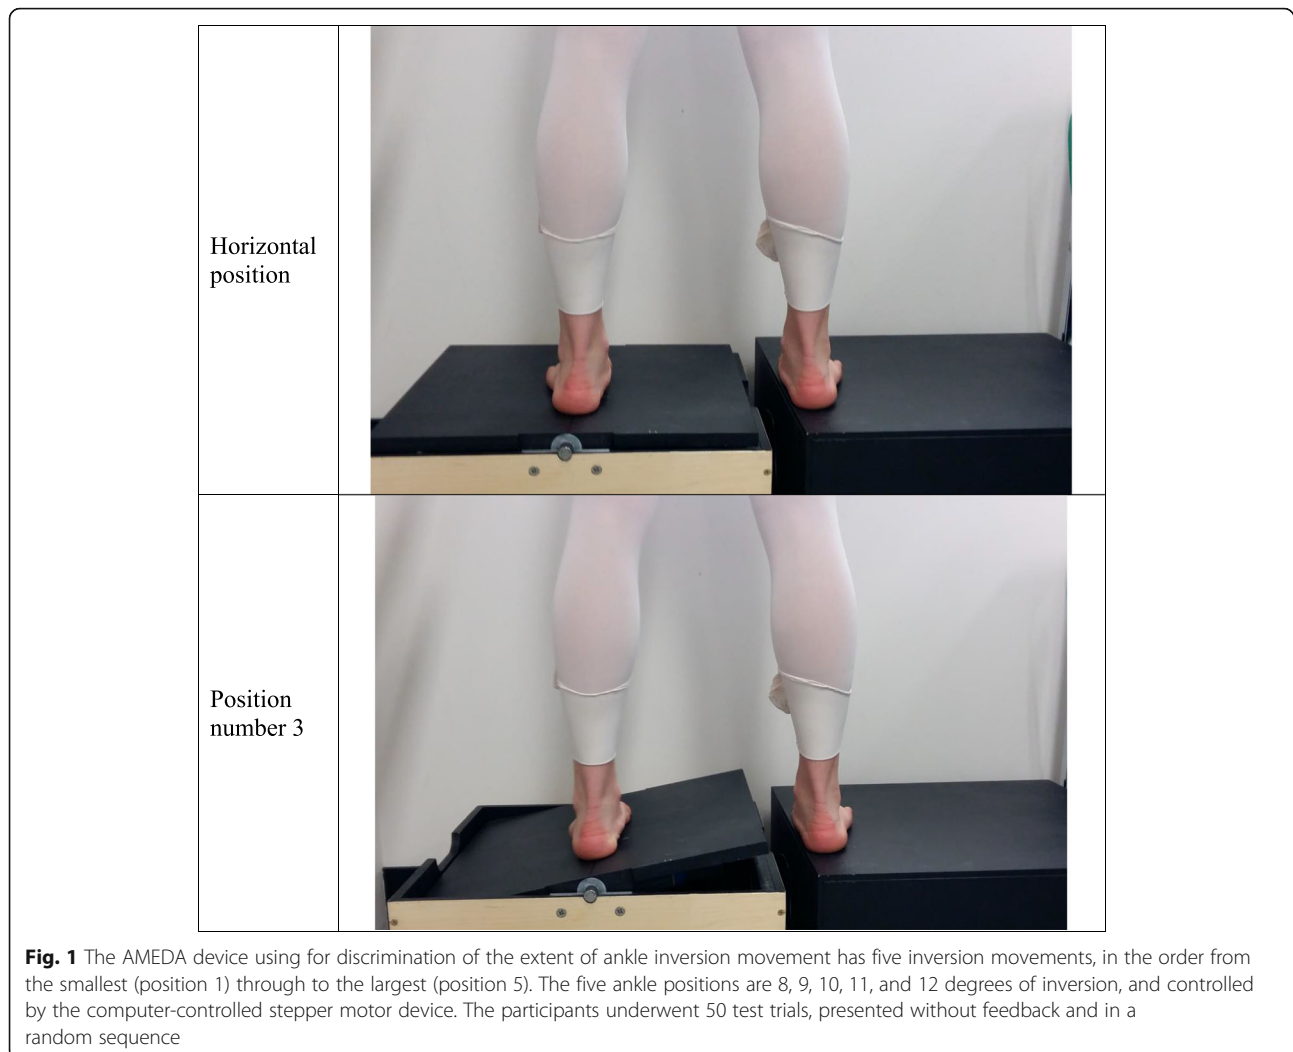 Horizontal
position
Position
number 3
Fig. 1 The AMEDA device using for discrimination of the extent of ankle inversion movement has five inversion movements, in the order from
the smallest (position 1) through to the largest (position 5). The five ankle positions are 8, 9, 10, 11, and 12 degrees of inversion, and controlled
by the computer-controlled stepper motor device. The participants underwent 50 test trials, presented without feedback and in a
random sequence